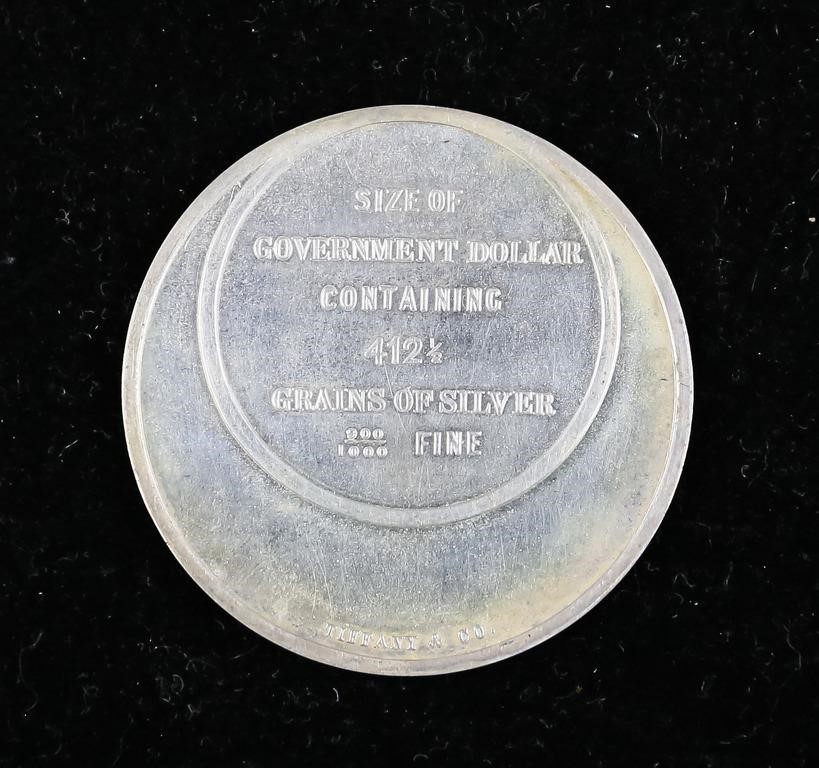 SIZE OF
GOVERNMENT DOLLAR
CONTAINING
412½
GRAINS OF SILVER
900/1000 FINE
TIFFANY & CO.